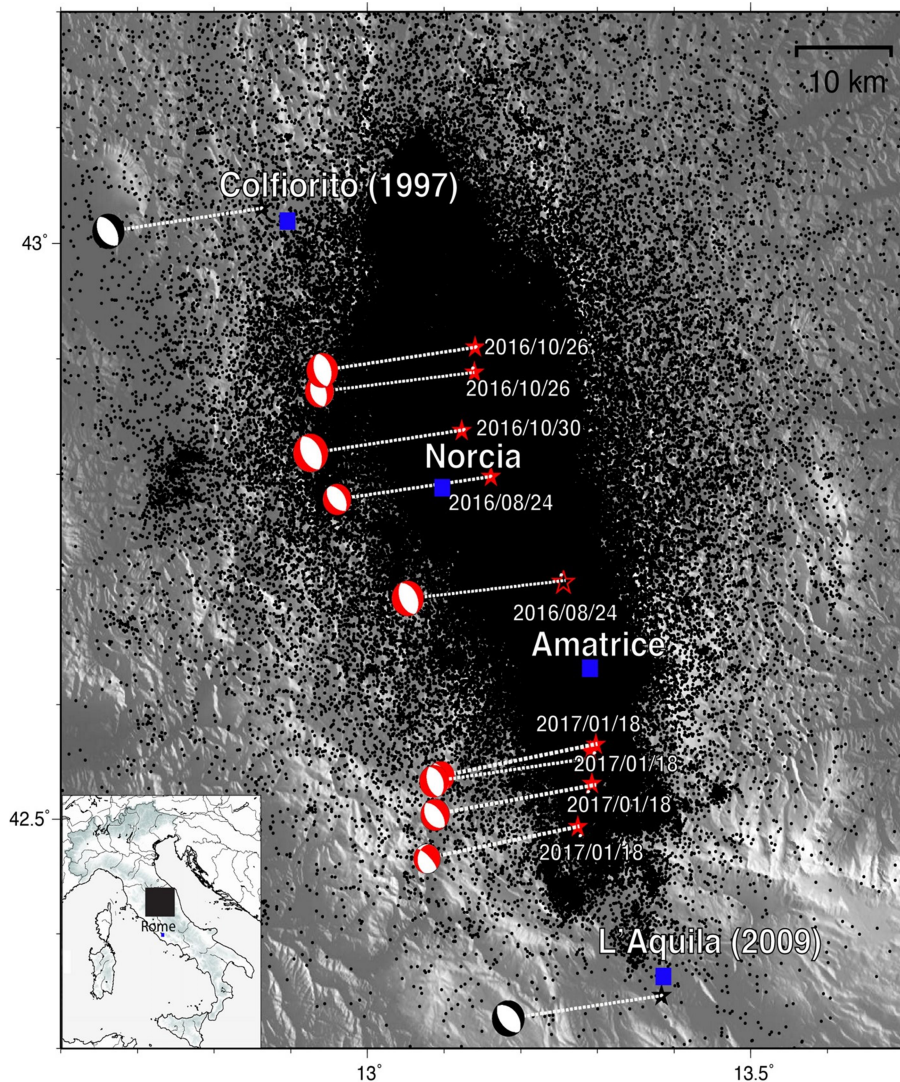 10 km
Colfiorito (1997)
43°
2016/10/26
2016/10/26
2016/10/30
Norcia
2016/08/24
2016/08/24
Amatrice
2017/01/18
2017/01/18
2017/01/18
42.5°
2017/01/18
Rome
L'Aquila (2009)
13°
13.5°